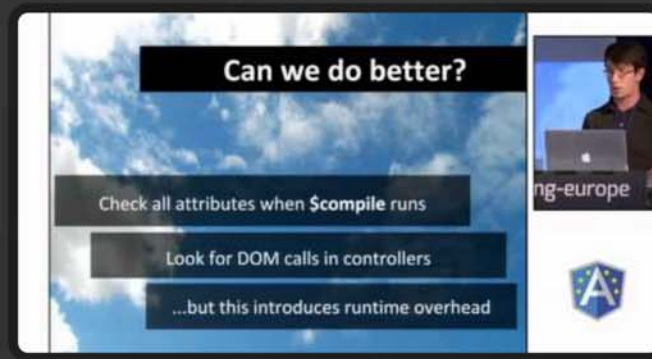 Can we do better?
Check all attributes when $compile runs
Look for DOM calls in controllers
...but this introduces runtime overhead
ng-europe
A